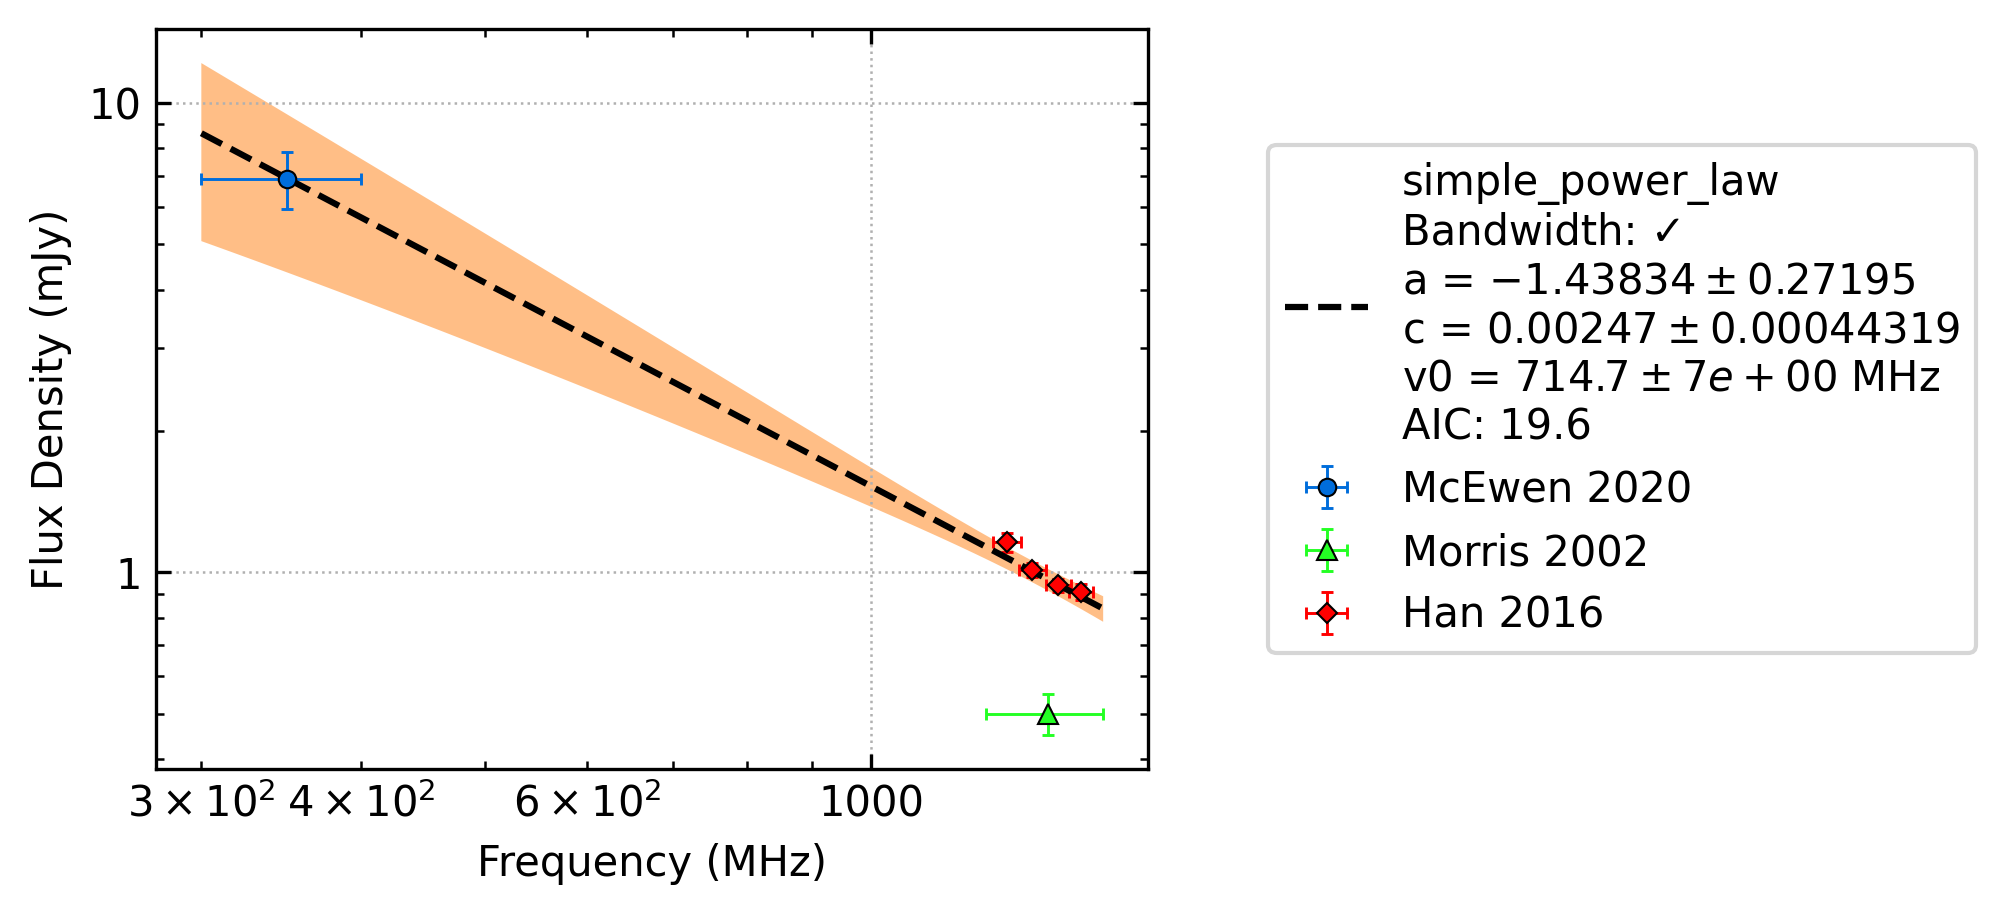 10
1
Flux Density (mJy)
3 × 10² 4 × 10² 6 × 10² 1000
Frequency (MHz)
simple_power_law
Bandwidth: ✓
a = −1.43834 ± 0.27195
c = 0.00247 ± 0.00044319
v0 = 714.7 ± 7e + 00 MHz
AIC: 19.6
McEwen 2020
Morris 2002
Han 2016